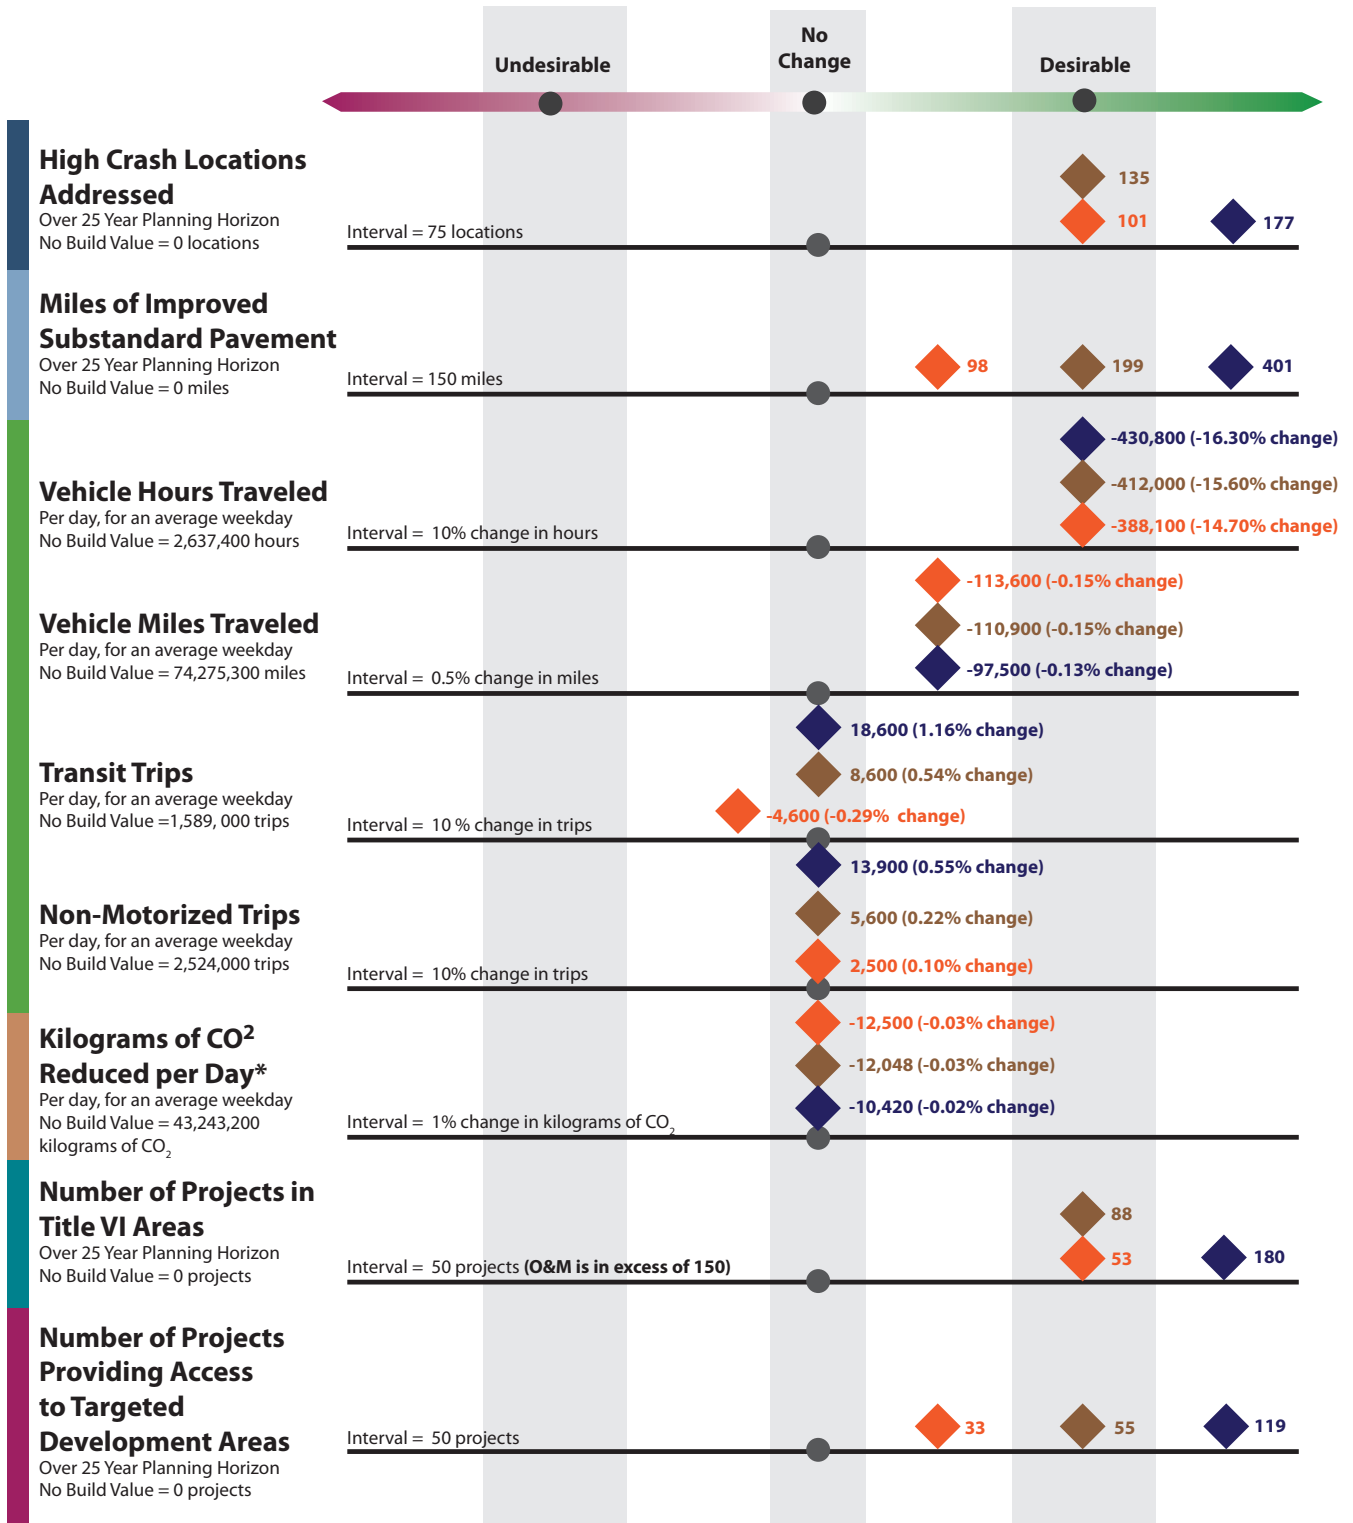 Undesirable
No
Change
Desirable
High Crash Locations
Addressed
Over 25 Year Planning Horizon
No Build Value = 0 locations
Interval = 75 locations
135
101
177
Miles of Improved
Substandard Pavement
Over 25 Year Planning Horizon
No Build Value = 0 miles
Interval = 150 miles
98
199
401
Vehicle Hours Traveled
Per day, for an average weekday
No Build Value = 2,637,400 hours
Interval = 10% change in hours
-430,800 (-16.30% change)
-412,000 (-15.60% change)
-388,100 (-14.70% change)
Vehicle Miles Traveled
Per day, for an average weekday
No Build Value = 74,275,300 miles
Interval = 0.5% change in miles
-113,600 (-0.15% change)
-110,900 (-0.15% change)
-97,500 (-0.13% change)
Transit Trips
Per day, for an average weekday
No Build Value =1,589, 000 trips
Interval = 10 % change in trips
18,600 (1.16% change)
8,600 (0.54% change)
-4,600 (-0.29% change)
Non-Motorized Trips
Per day, for an average weekday
No Build Value = 2,524,000 trips
Interval = 10% change in trips
13,900 (0.55% change)
5,600 (0.22% change)
2,500 (0.10% change)
Kilograms of CO²
Reduced per Day*
Per day, for an average weekday
No Build Value = 43,243,200
kilograms of CO₂
Interval = 1% change in kilograms of CO₂
-12,500 (-0.03% change)
-12,048 (-0.03% change)
-10,420 (-0.02% change)
Number of Projects in
Title VI Areas
Over 25 Year Planning Horizon
No Build Value = 0 projects
Interval = 50 projects (O&M is in excess of 150)
88
53
180
Number of Projects
Providing Access
to Targeted
Development Areas
Over 25 Year Planning Horizon
No Build Value = 0 projects
Interval = 50 projects
33
55
119